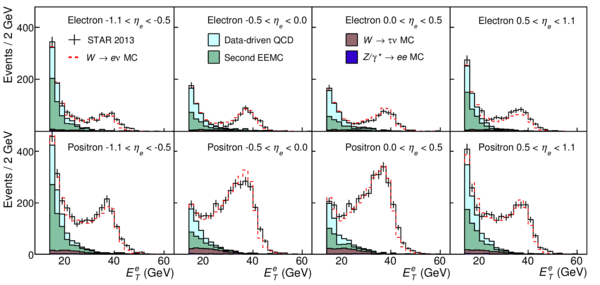 Electron -1.1 < ηe < -0.5
Electron -0.5 < ηe < 0.0
Electron 0.0 < ηe < 0.5
Electron 0.5 < ηe < 1.1
STAR 2013
W → eν MC
Data-driven QCD
Second EEMC
W → τν MC
Z/γ* → ee MC
Events / 2 GeV
400
200
Positron -1.1 < ηe < -0.5
Positron -0.5 < ηe < 0.0
Positron 0.0 < ηe < 0.5
Positron 0.5 < ηe < 1.1
Events / 2 GeV
400
200
0
20 40 60
20 40 60
20 40 60
20 40 60
E^e_T (GeV)
E^e_T (GeV)
E^e_T (GeV)
E^e_T (GeV)